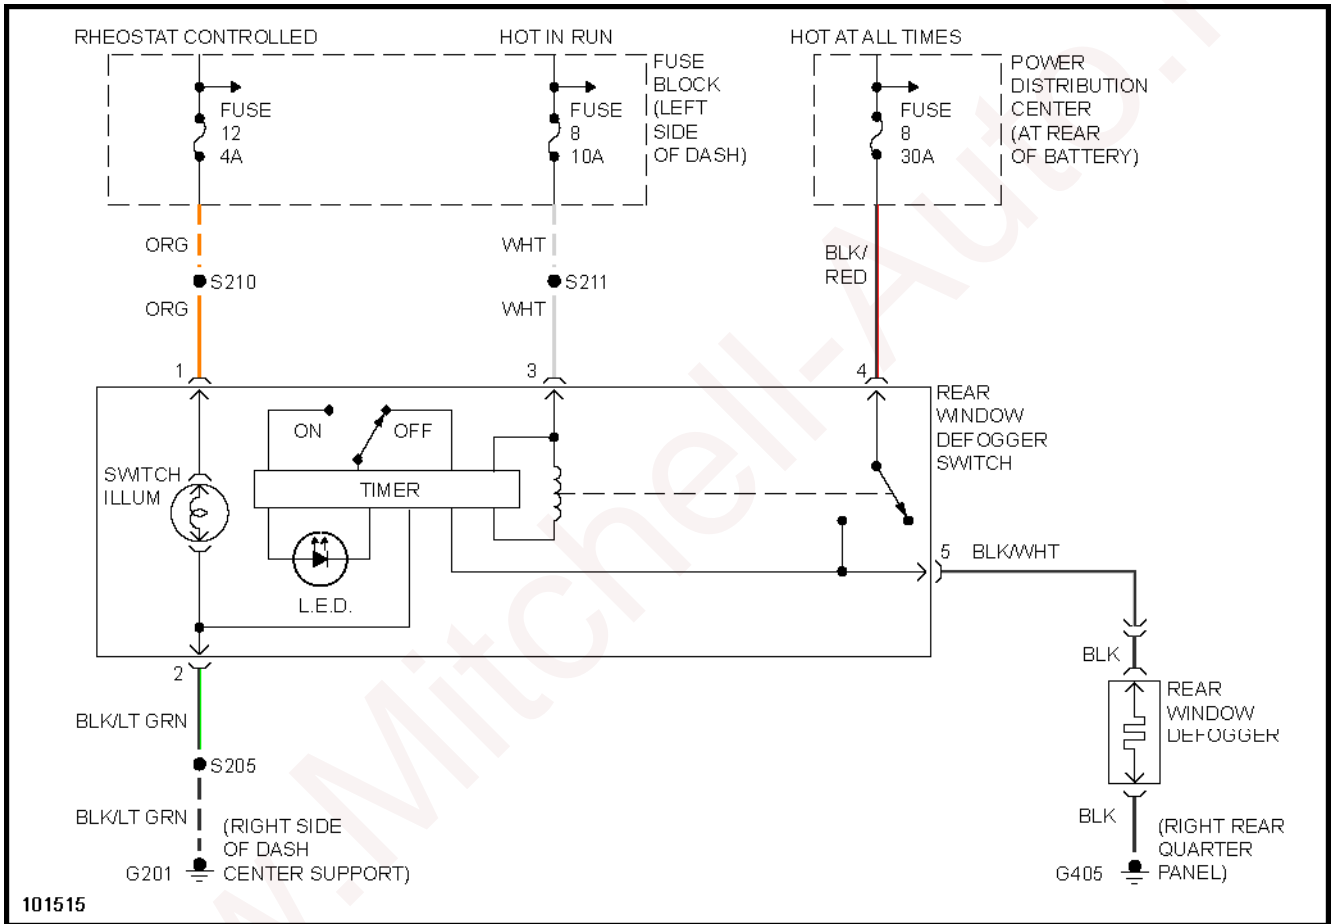 RHEOSTAT CONTROLLED
HOT IN RUN
HOT AT ALL TIMES
FUSE
12
4A
FUSE
8
10A
FUSE
BLOCK
(LEFT
SIDE
OF DASH)
FUSE
8
30A
POWER
DISTRIBUTION
CENTER
(AT REAR
OF BATTERY)
ORG
WHT
BLK/
RED
S210
S211
ORG
WHT
1
3
4
REAR
WINDOW
DEFOGGER
SWITCH
ON
OFF
SWITCH
ILLUM
TIMER
L.E.D.
5
BLK/WHT
2
BLK/LT GRN
S205
BLK/LT GRN
(RIGHT SIDE
OF DASH
CENTER SUPPORT)
G201
BLK
REAR
WINDOW
DEFOGGER
BLK
(RIGHT REAR
QUARTER
PANEL)
G405
101515
w.Mitchell-Auto.r